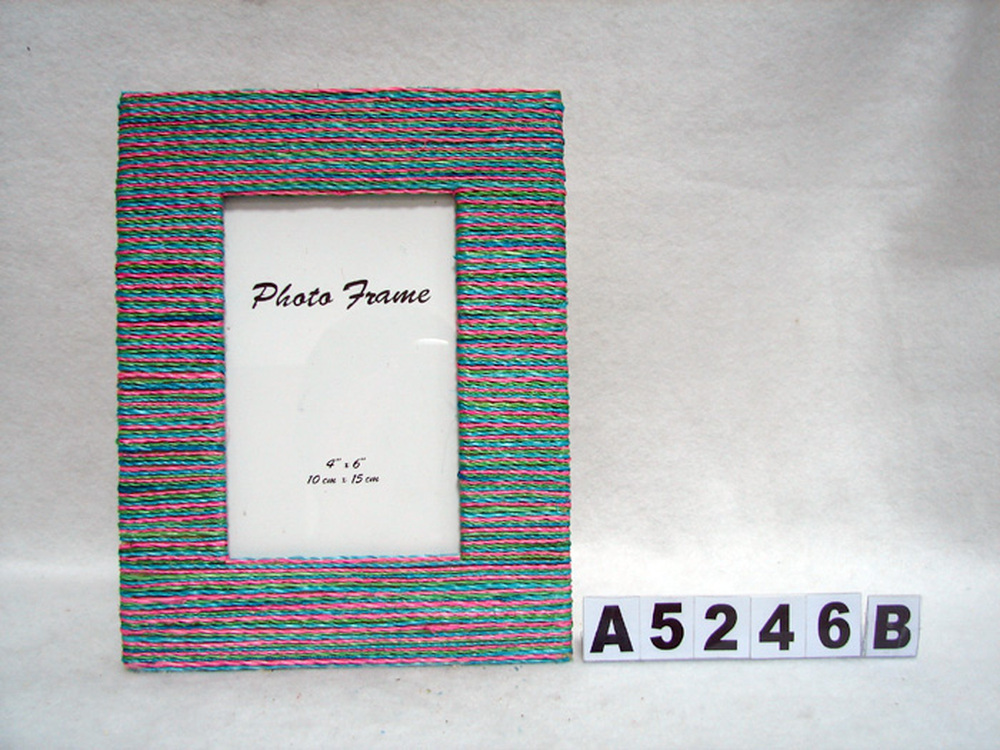 Photo Frame
4" x 6"
10 cm x 15 cm
A5246B